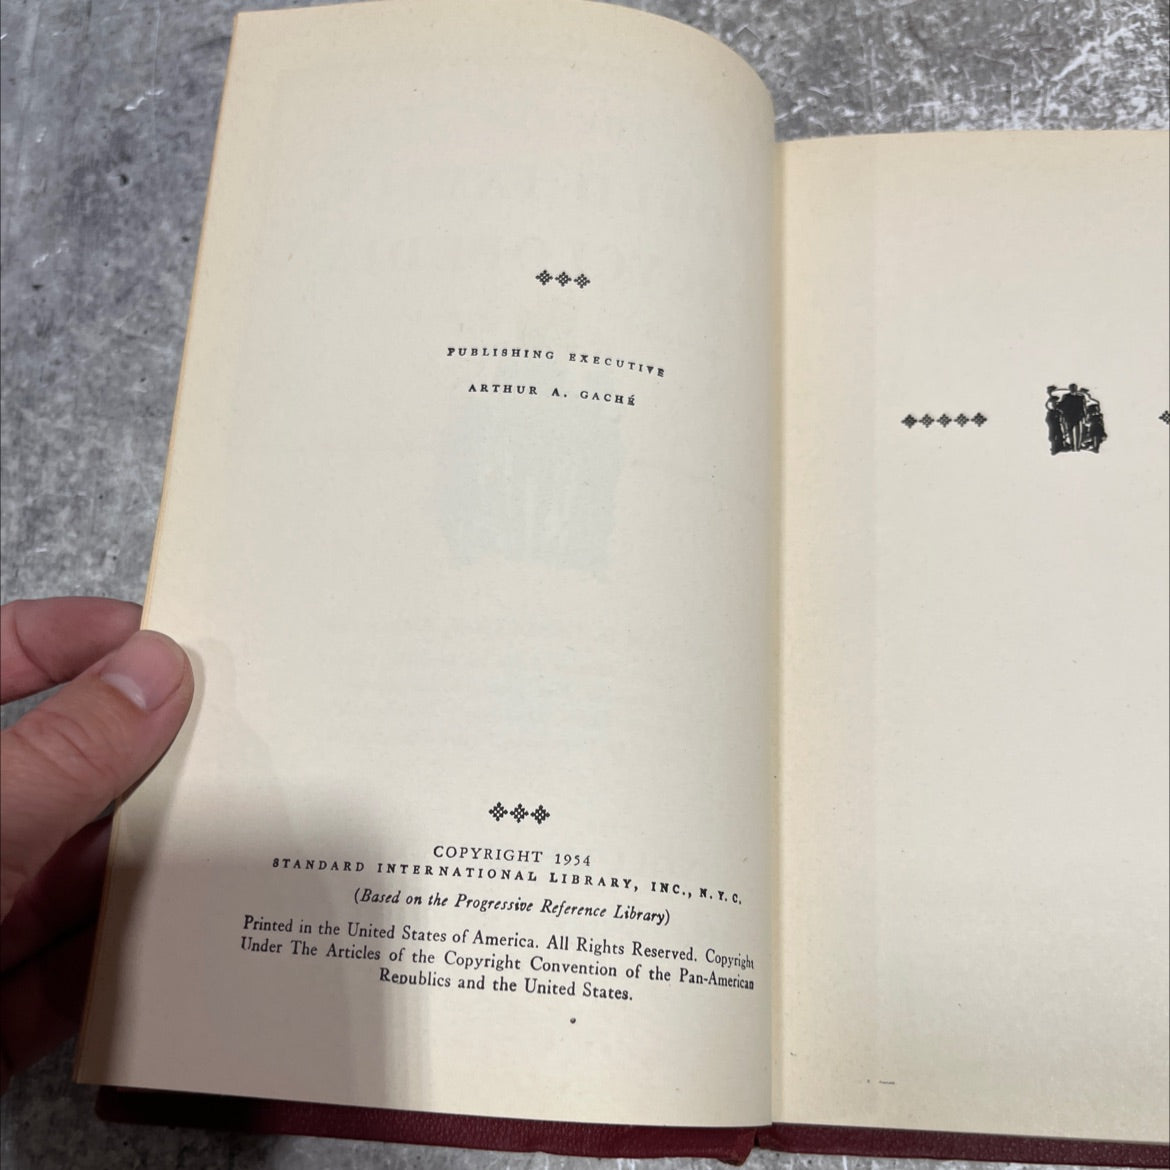 PUBLISHING EXECUTIVE
ARTHUR A. GACHÉ
COPYRIGHT 1954
STANDARD INTERNATIONAL LIBRARY, INC., N. Y. C.
(Based on the Progressive Reference Library)
Printed in the United States of America. All Rights Reserved. Copyright
Under The Articles of the Copyright Convention of the Pan-American
Republics and the United States.